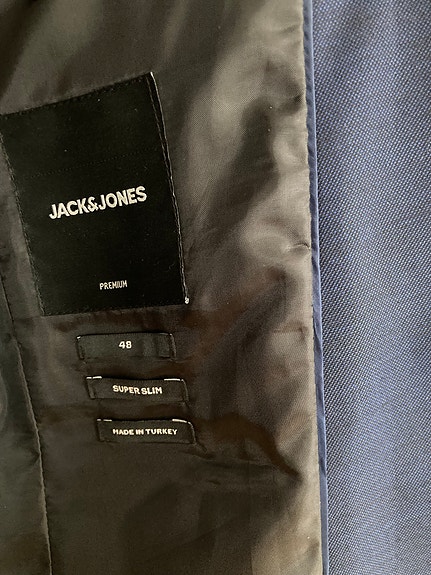 JACK&JONES
PREMIUM
48
SUPER SLIM
MADE IN TURKEY